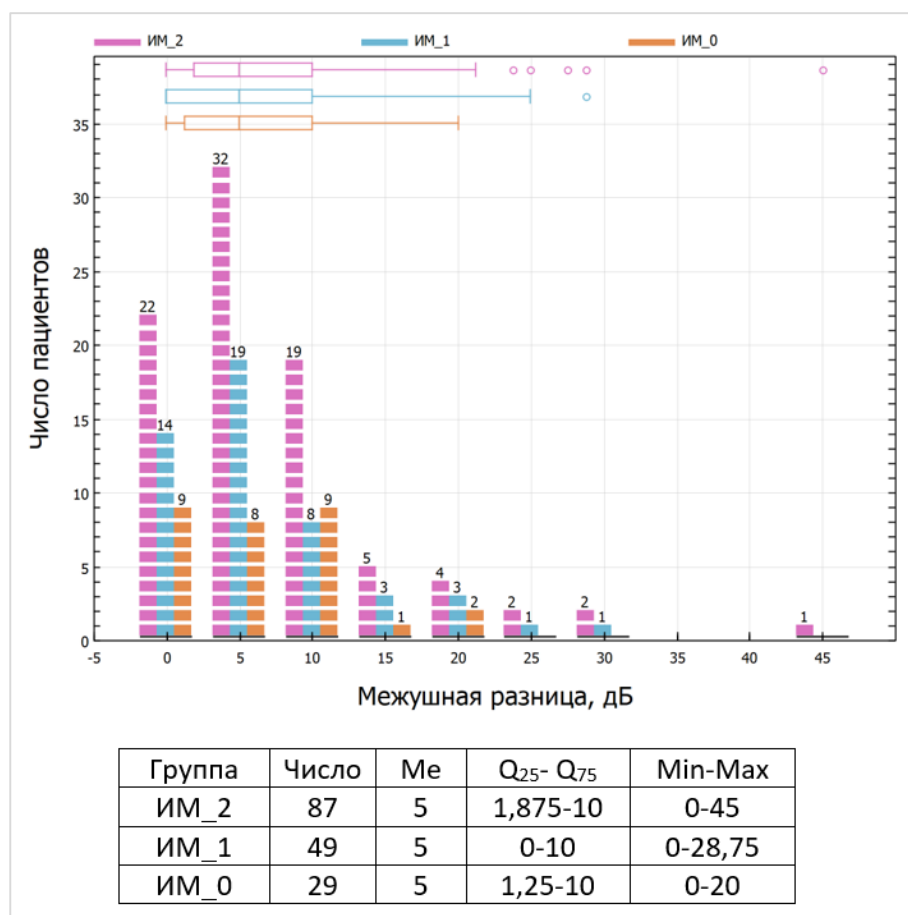 ИМ_2 ИМ_1 ИМ_0
Число пациентов
35
30
25
20
15
10
5
0
32
22
19 19
14
9 8 8 9
5 3 1
4 3 2
2 1
2 1
1
-5 0 5 10 15 20 25 30 35 40 45
Межушная разница, дБ
Группа Число Me Q25- Q75 Min-Max
ИМ_2 87 5 1,875-10 0-45
ИМ_1 49 5 0-10 0-28,75
ИМ_0 29 5 1,25-10 0-20